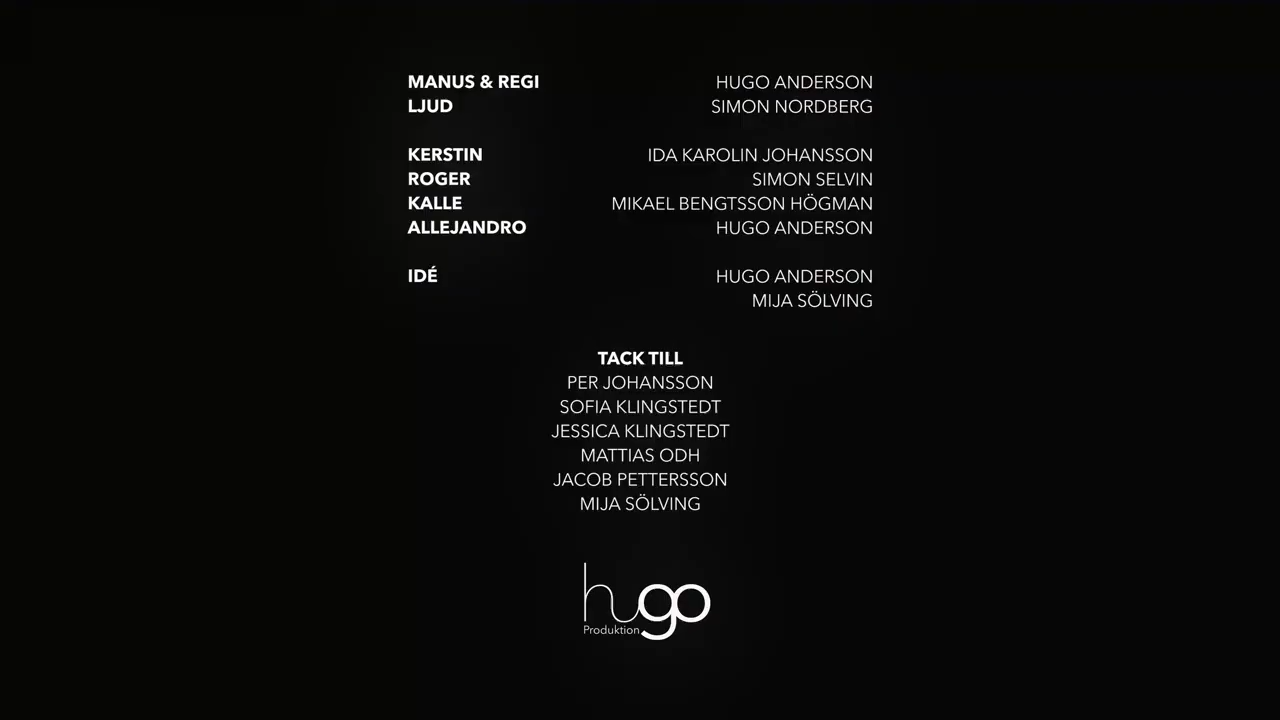 MANUS & REGI HUGO ANDERSON
LJUD SIMON NORDBERG
KERSTIN IDA KAROLIN JOHANSSON
ROGER SIMON SELVIN
KALLE MIKAEL BENGTSSON HÖGMAN
ALLEJANDRO HUGO ANDERSON
IDÉ HUGO ANDERSON
MIJA SÖLVING
TACK TILL
PER JOHANSSON
SOFIA KLINGSTEDT
JESSICA KLINGSTEDT
MATTIAS ODH
JACOB PETTERSSON
MIJA SÖLVING
hugo
Produktion